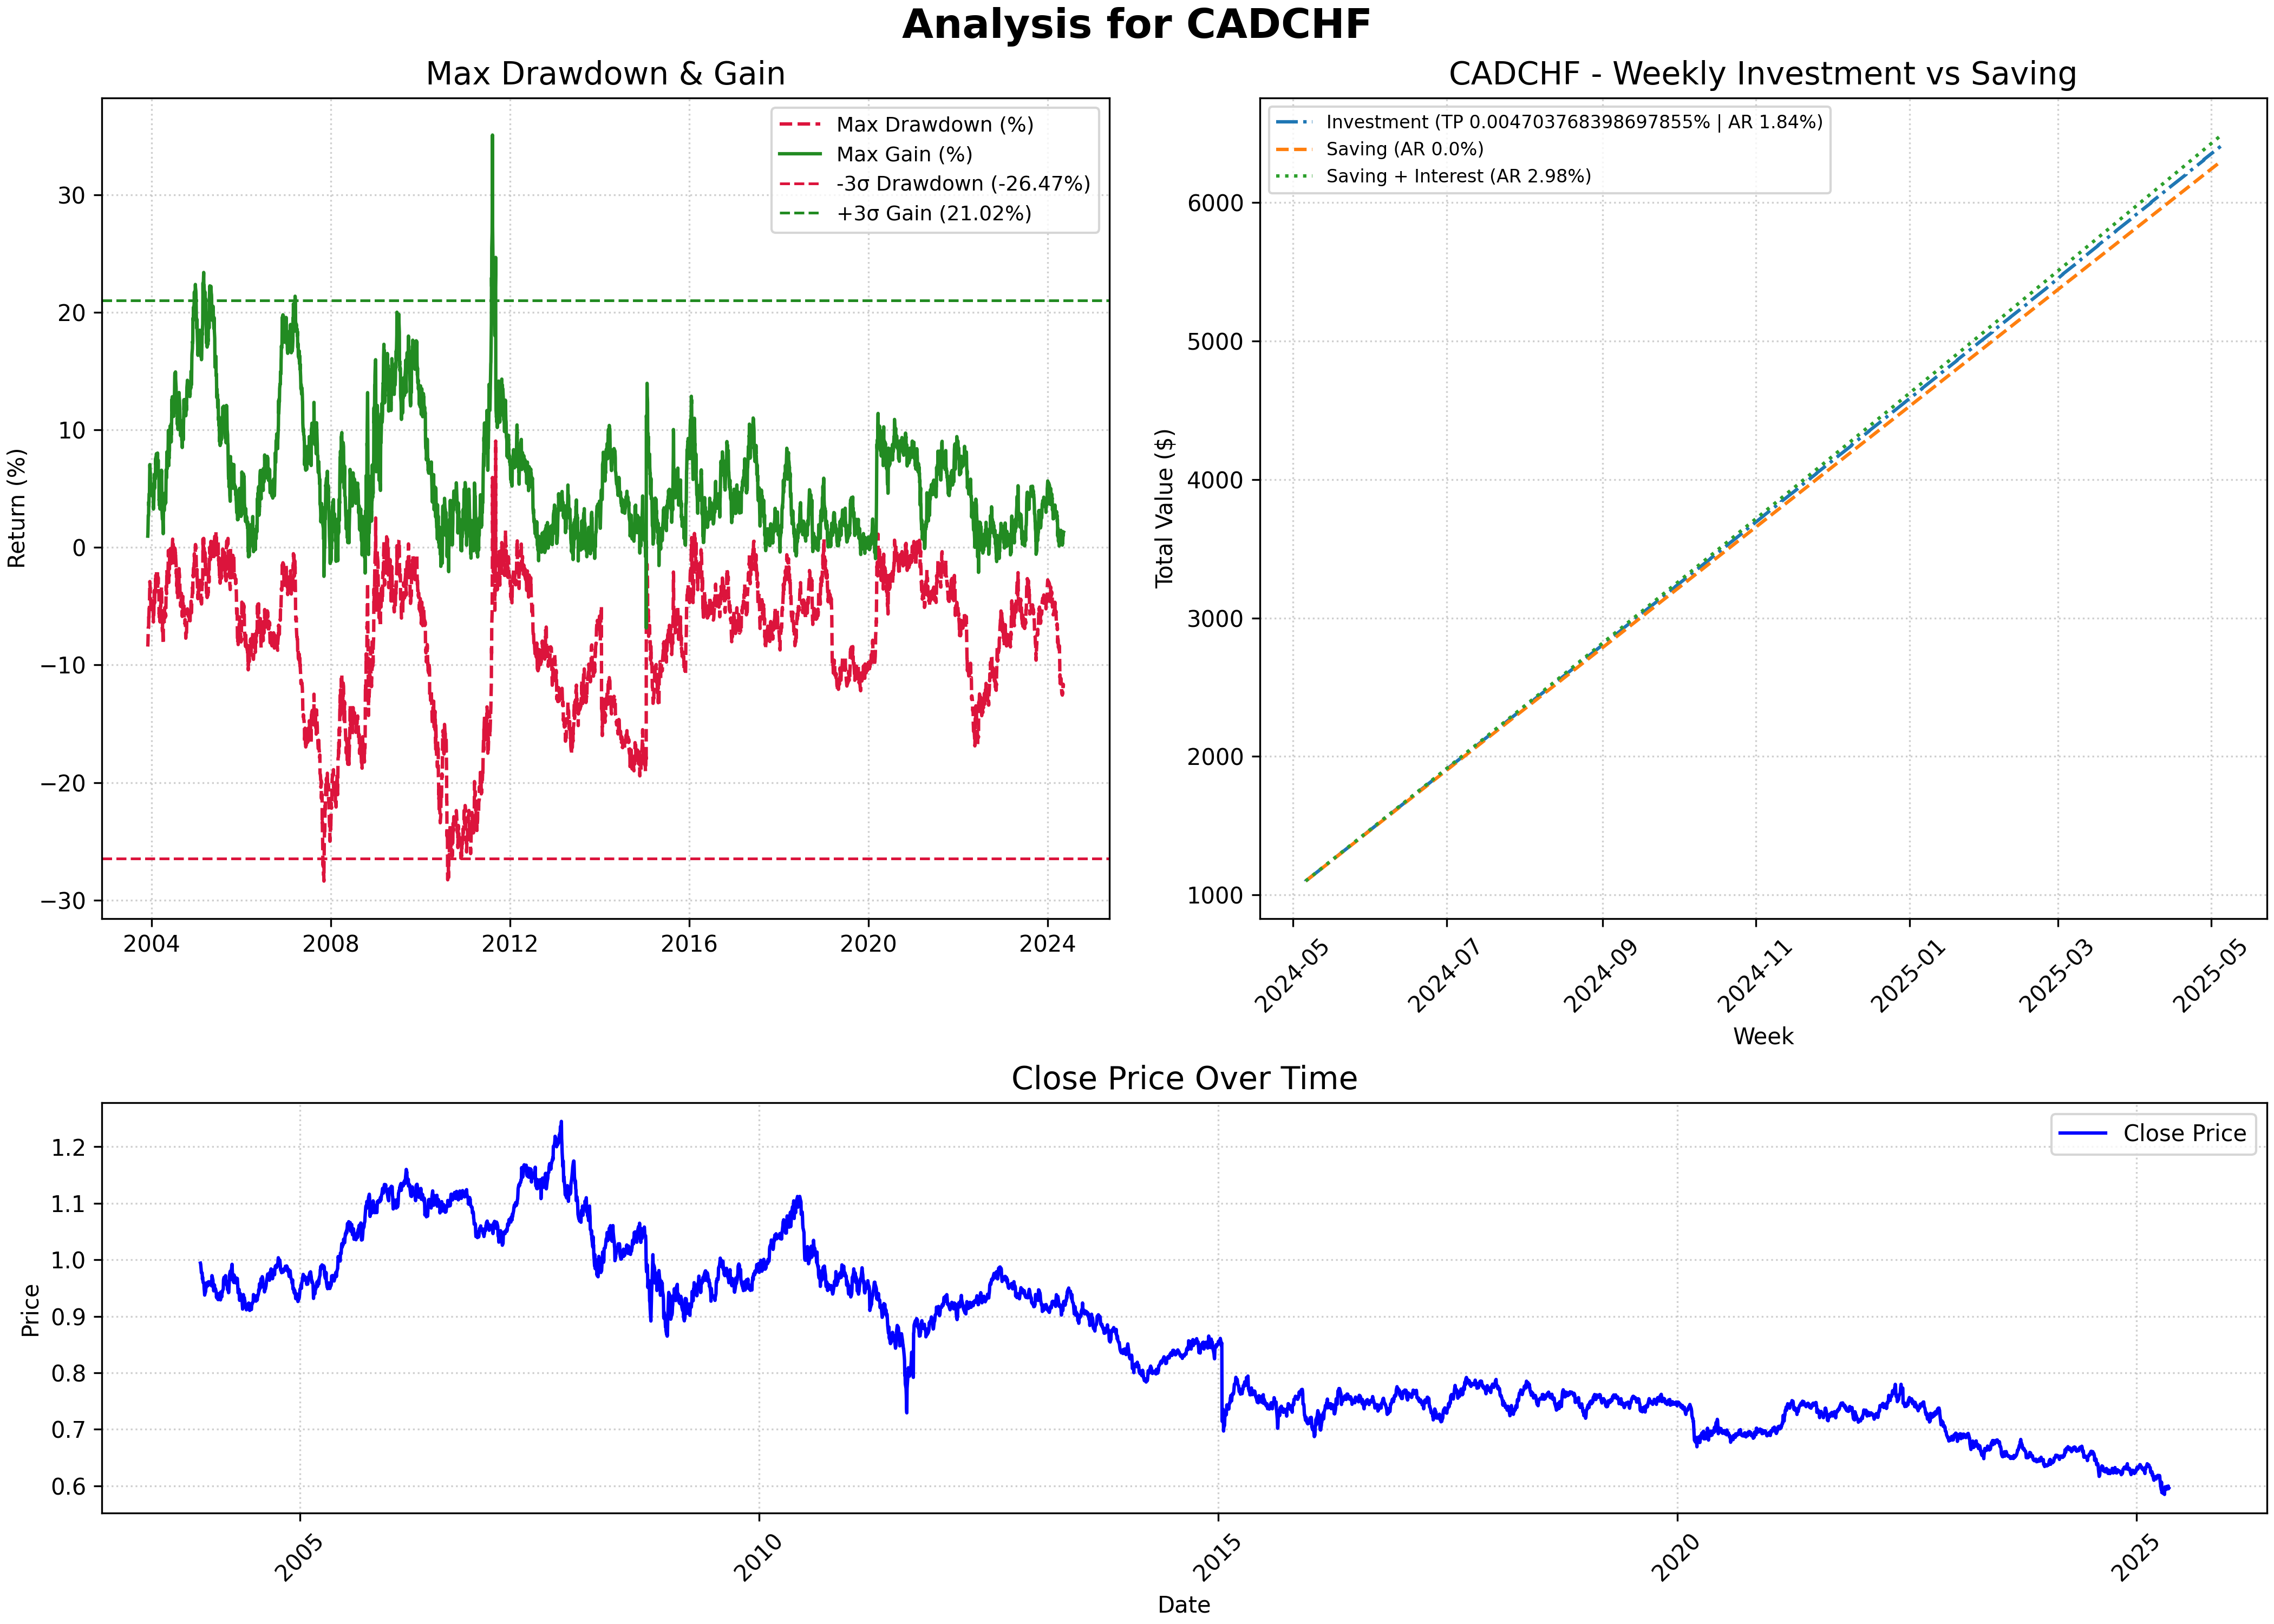 Analysis for CADCHF
Max Drawdown & Gain
Return (%)
30
20
10
0
−10
−20
−30
2004
2008
2012
2016
2020
2024
Max Drawdown (%)
Max Gain (%)
-3σ Drawdown (-26.47%)
+3σ Gain (21.02%)
CADCHF - Weekly Investment vs Saving
Total Value ($)
6000
5000
4000
3000
2000
1000
2024-05
2024-07
2024-09
2024-11
2025-01
2025-03
2025-05
Week
Investment (TP 0.004703768398697855% | AR 1.84%)
Saving (AR 0.0%)
Saving + Interest (AR 2.98%)
Close Price Over Time
Price
1.2
1.1
1.0
0.9
0.8
0.7
0.6
2005
2010
2015
2020
2025
Date
Close Price